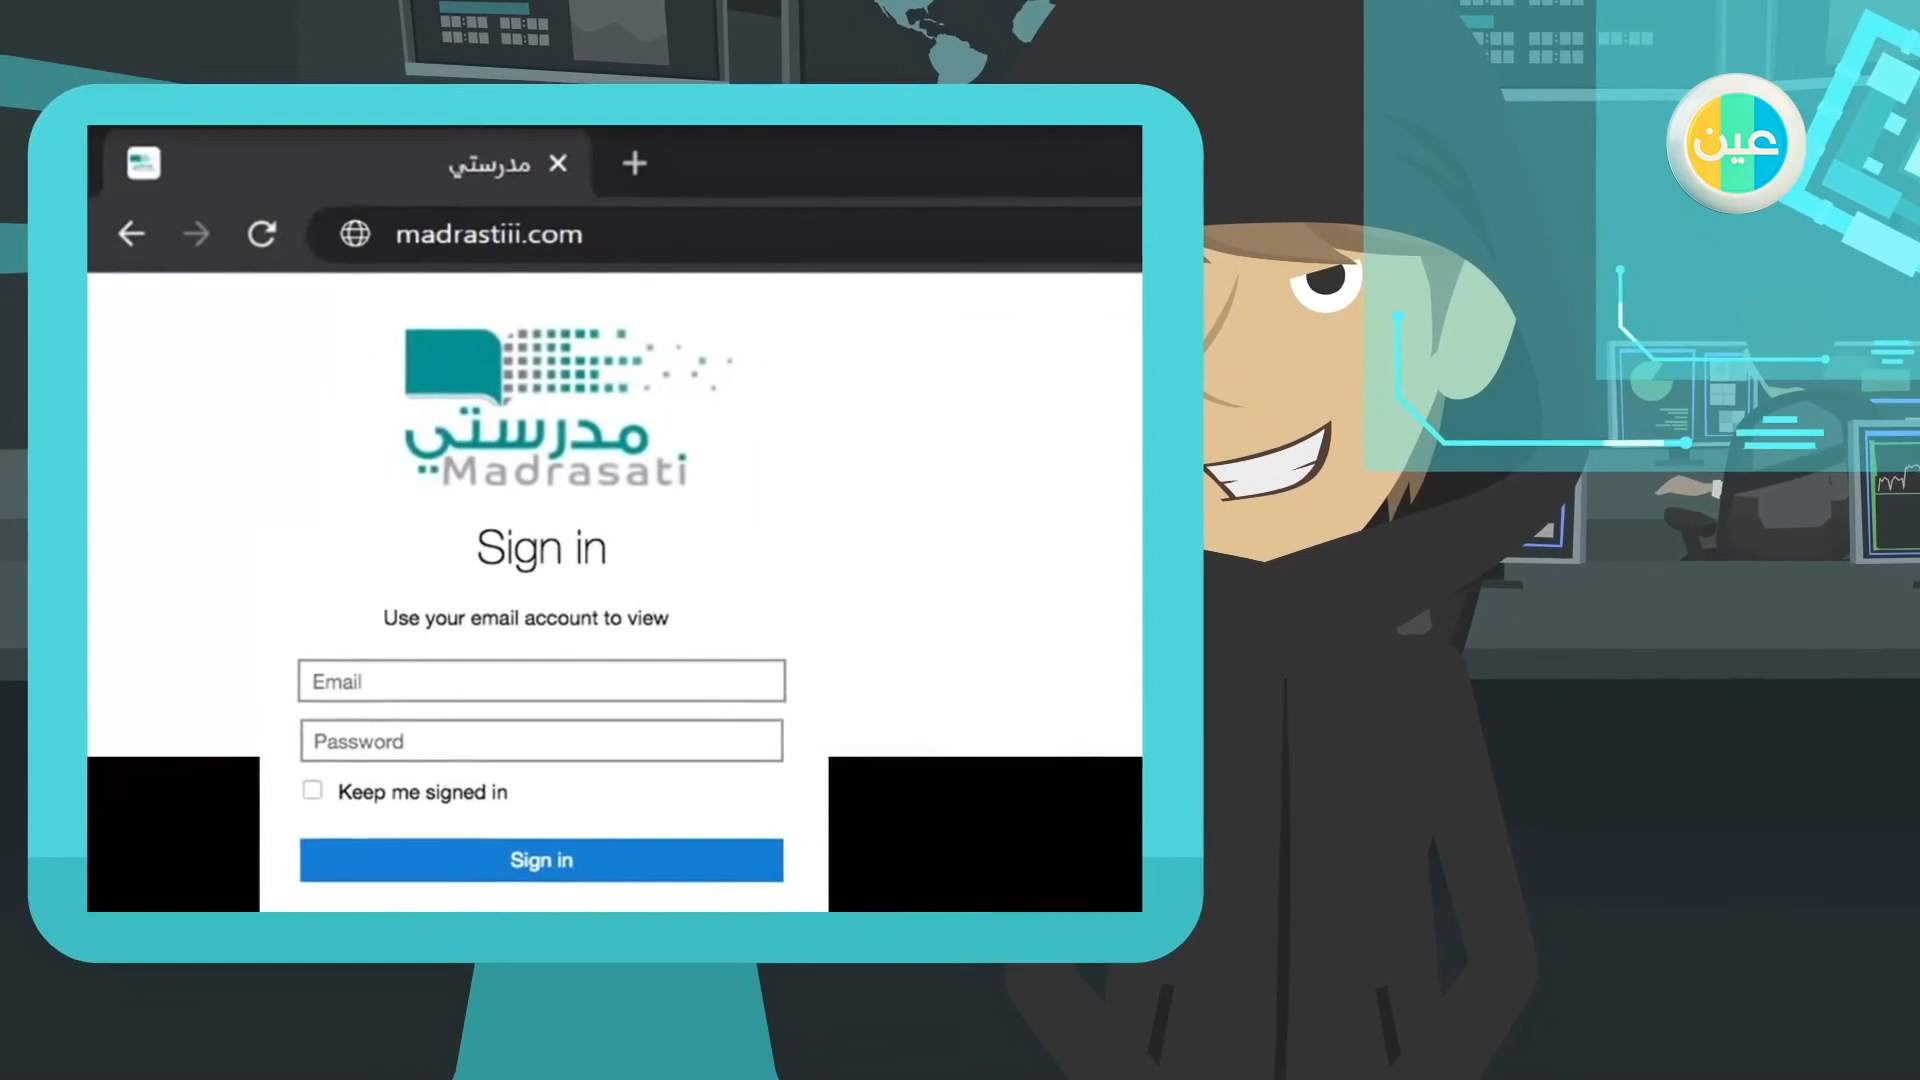 مدرستي
madrastiii.com
مدرستي
Madrasati
Sign in
Use your email account to view
Email
Password
Keep me signed in
Sign in
عين